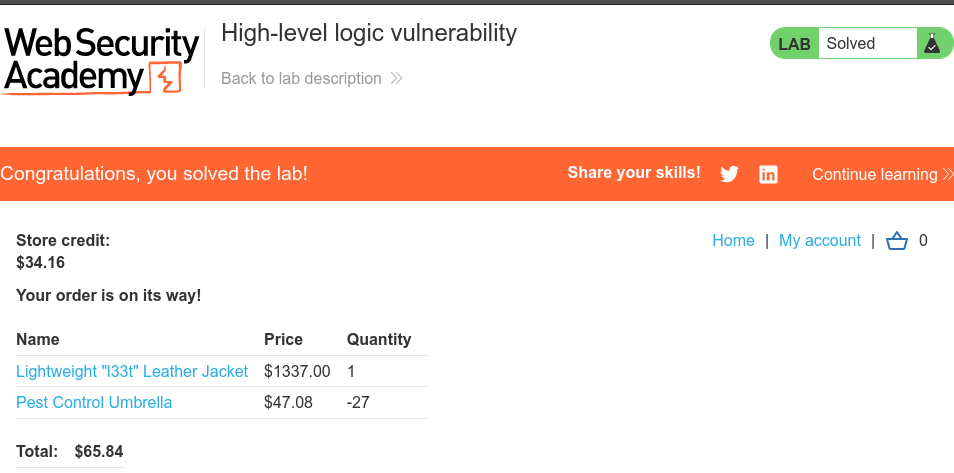 Web Security
Academy
High-level logic vulnerability
Back to lab description
LAB Solved
Congratulations, you solved the lab!
Share your skills!
in
Continue learning
Store credit:
$34.16
Home | My account | 0
Your order is on its way!
Name Price Quantity
Lightweight "l33t" Leather Jacket $1337.00 1
Pest Control Umbrella $47.08 -27
Total: $65.84